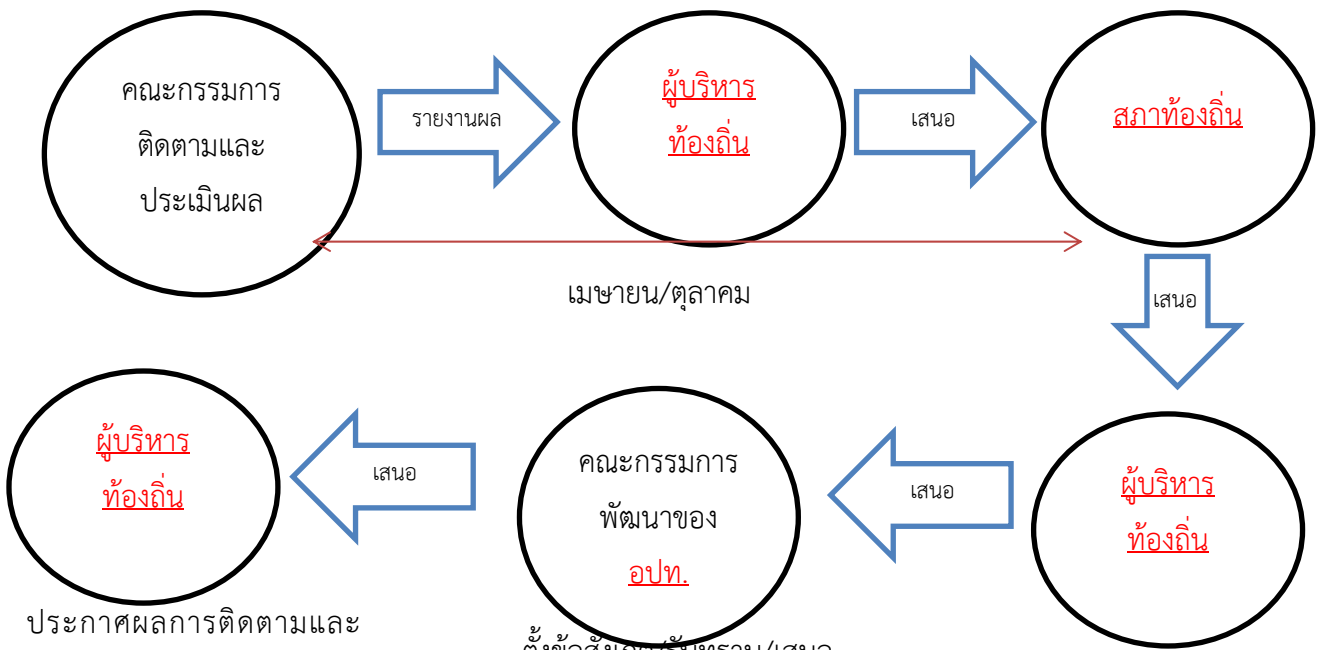 คณะกรรมการ
ติดตามและ
ประเมินผล
รายงานผล
ผู้บริหาร
ท้องถิ่น
เสนอ
สภาท้องถิ่น
เมษายน/ตุลาคม
เสนอ
ผู้บริหาร
ท้องถิ่น
เสนอ
คณะกรรมการ
พัฒนาของ
อปท.
เสนอ
ผู้บริหาร
ท้องถิ่น
ประกาศผลการติดตามและ